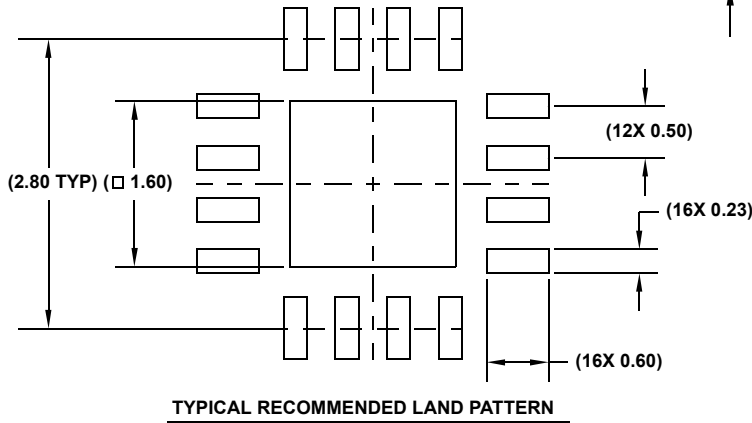 (12X 0.50)
(2.80 TYP) (□ 1.60)
(16X 0.23)
(16X 0.60)
TYPICAL RECOMMENDED LAND PATTERN